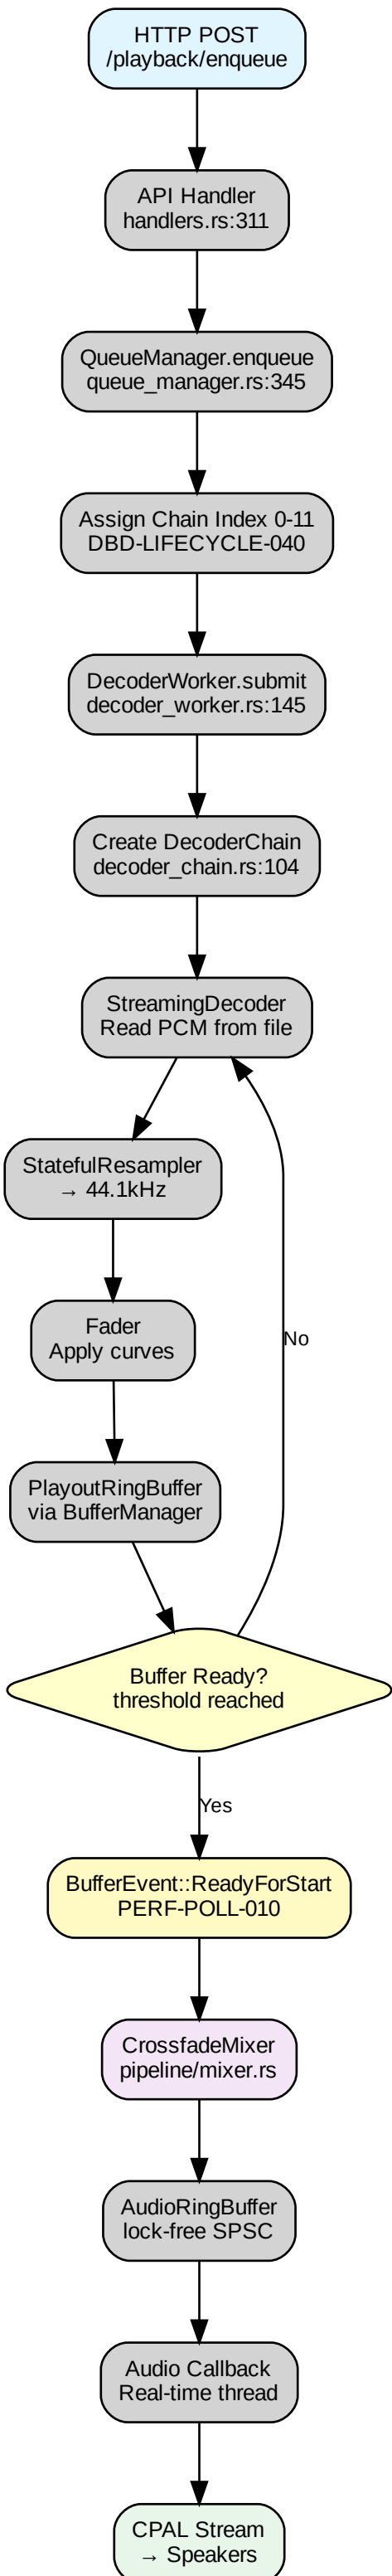 HTTP POST
/playback/enqueue
API Handler
handlers.rs:311
QueueManager.enqueue
queue_manager.rs:345
Assign Chain Index 0-11
DBD-LIFECYCLE-040
DecoderWorker.submit
decoder_worker.rs:145
Create DecoderChain
decoder_chain.rs:104
StreamingDecoder
Read PCM from file
StatefulResampler
→ 44.1kHz
Fader
Apply curves
No
PlayoutRingBuffer
via BufferManager
Buffer Ready?
threshold reached
Yes
BufferEvent::ReadyForStart
PERF-POLL-010
CrossfadeMixer
pipeline/mixer.rs
AudioRingBuffer
lock-free SPSC
Audio Callback
Real-time thread
CPAL Stream
→ Speakers